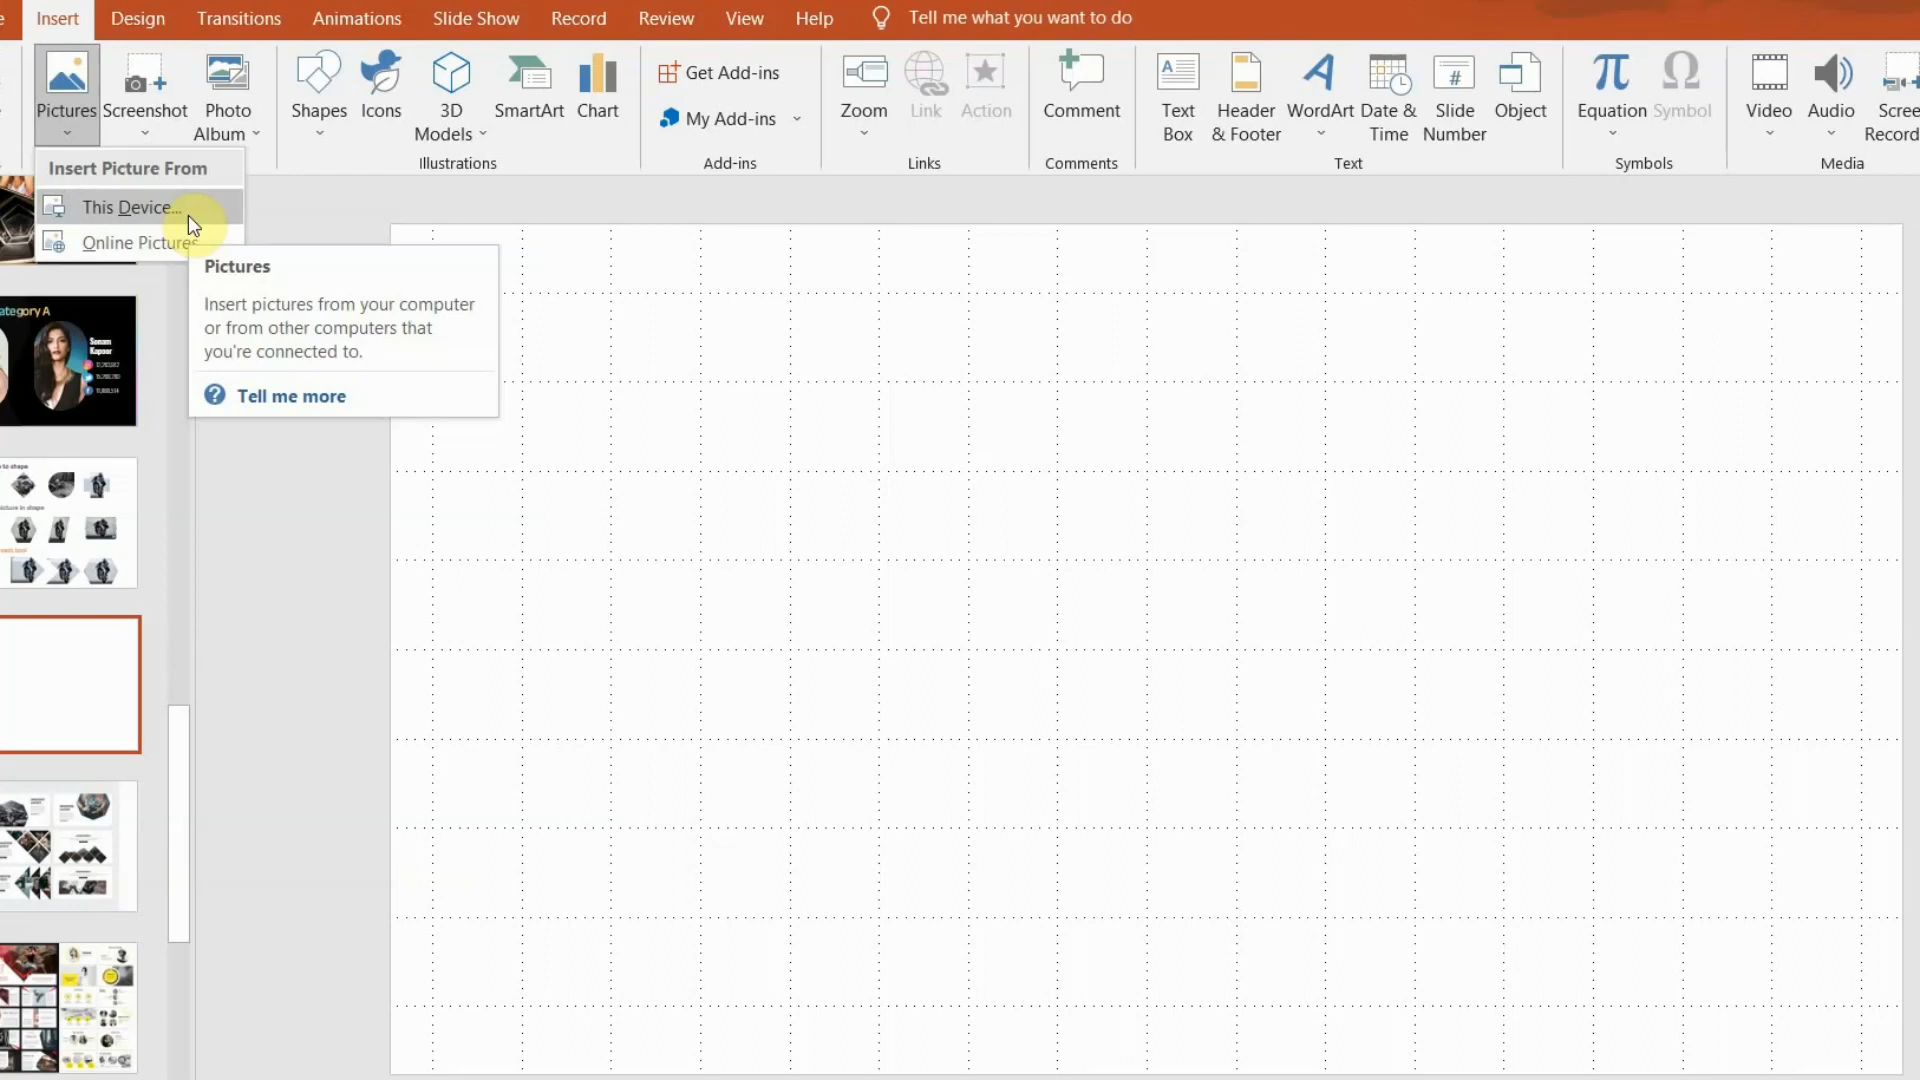 Insert Design Transitions Animations Slide Show Record Review View Help Tell me what you want to do
Pictures Screenshot Photo Album Shapes Icons 3D Models SmartArt Chart
Get Add-ins
My Add-ins
Zoom Link Action Comment Text Box Header & Footer WordArt Date & Time Slide Number Object Equation Symbol Video Audio
Illustrations Add-ins Links Comments Text Symbols Media
Insert Picture From
This Device...
Online Pictures
Pictures
Insert pictures from your computer
or from other computers that
you're connected to.
Tell me more
Sonam
Kapoor